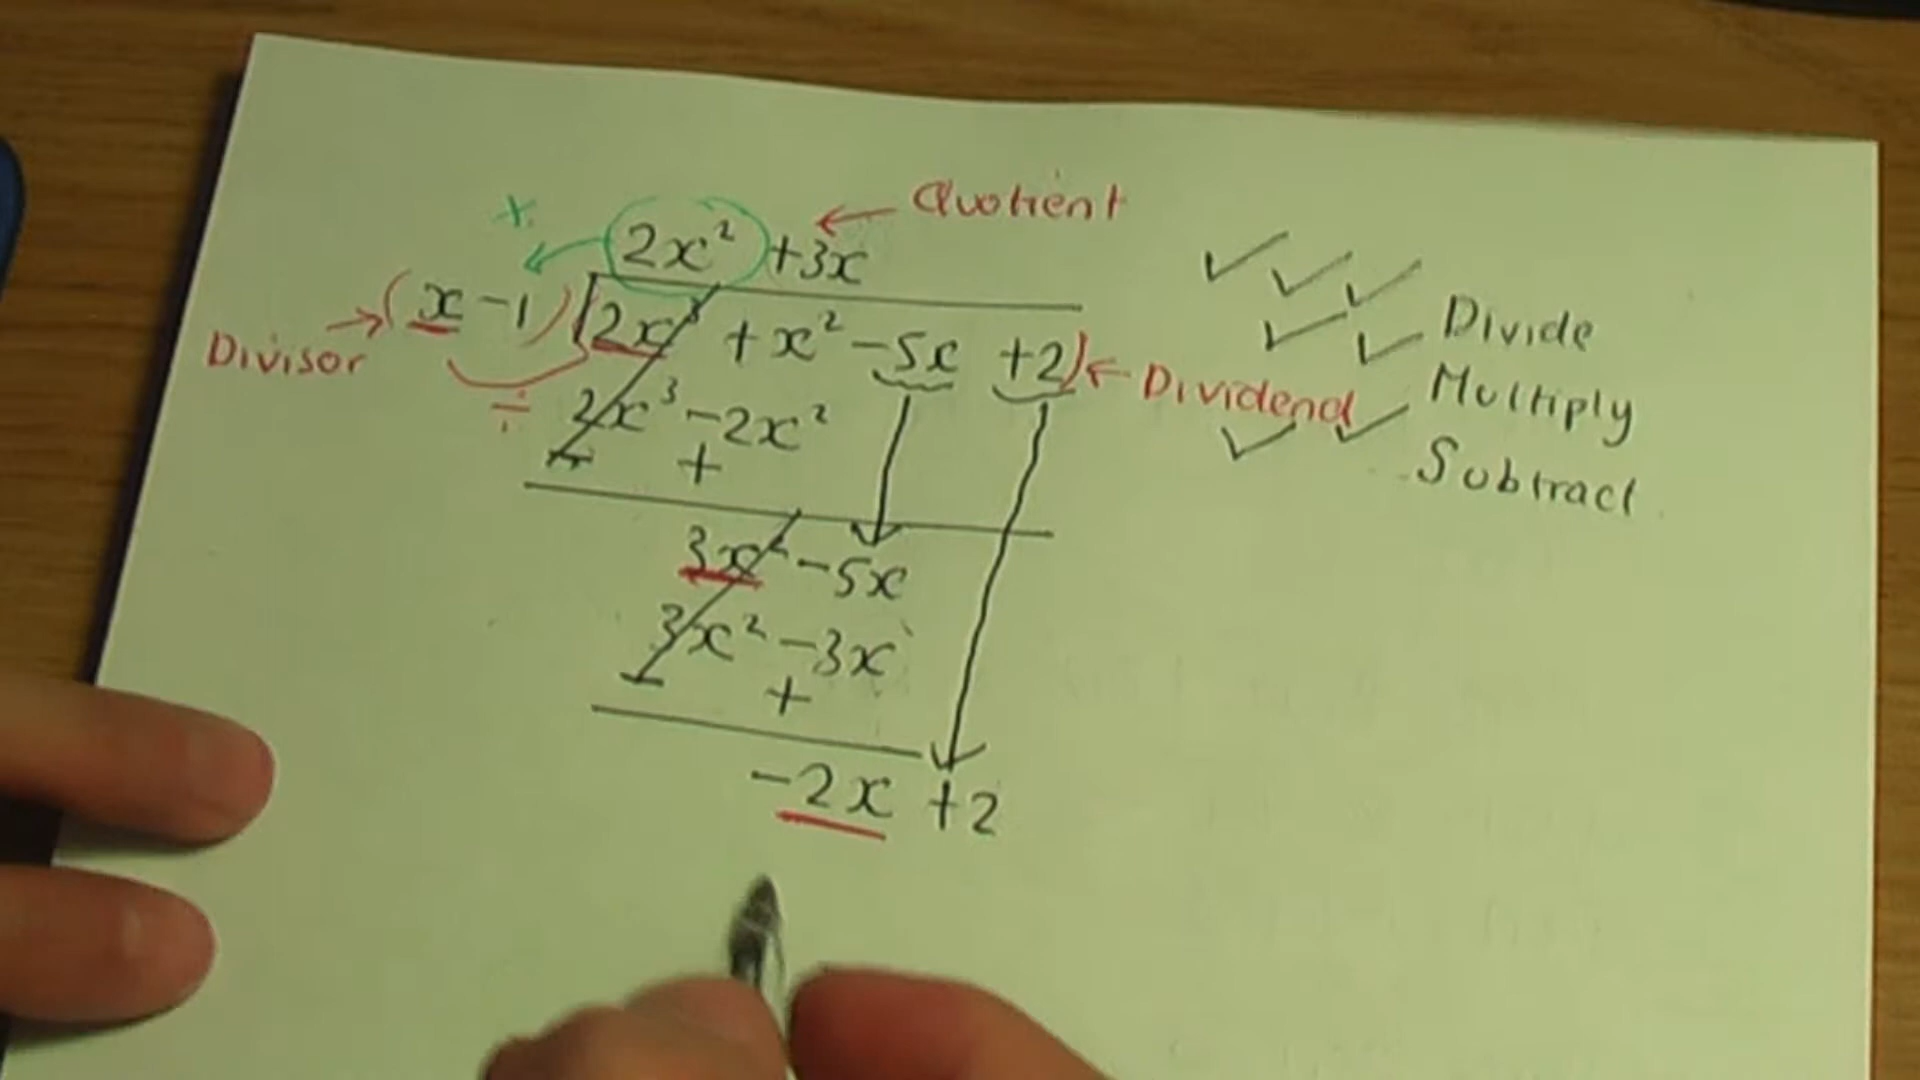 × 2x² +3x ← Quotient
Divisor → (x -1) 2x³ + x² -5x +2) ← Dividend
÷ 2x³ -2x²
- +
3x² -5x
3x² -3x
- +
-2x +2
✓ ✓ ✓ Divide
✓ ✓ Multiply
✓ ✓ Subtract